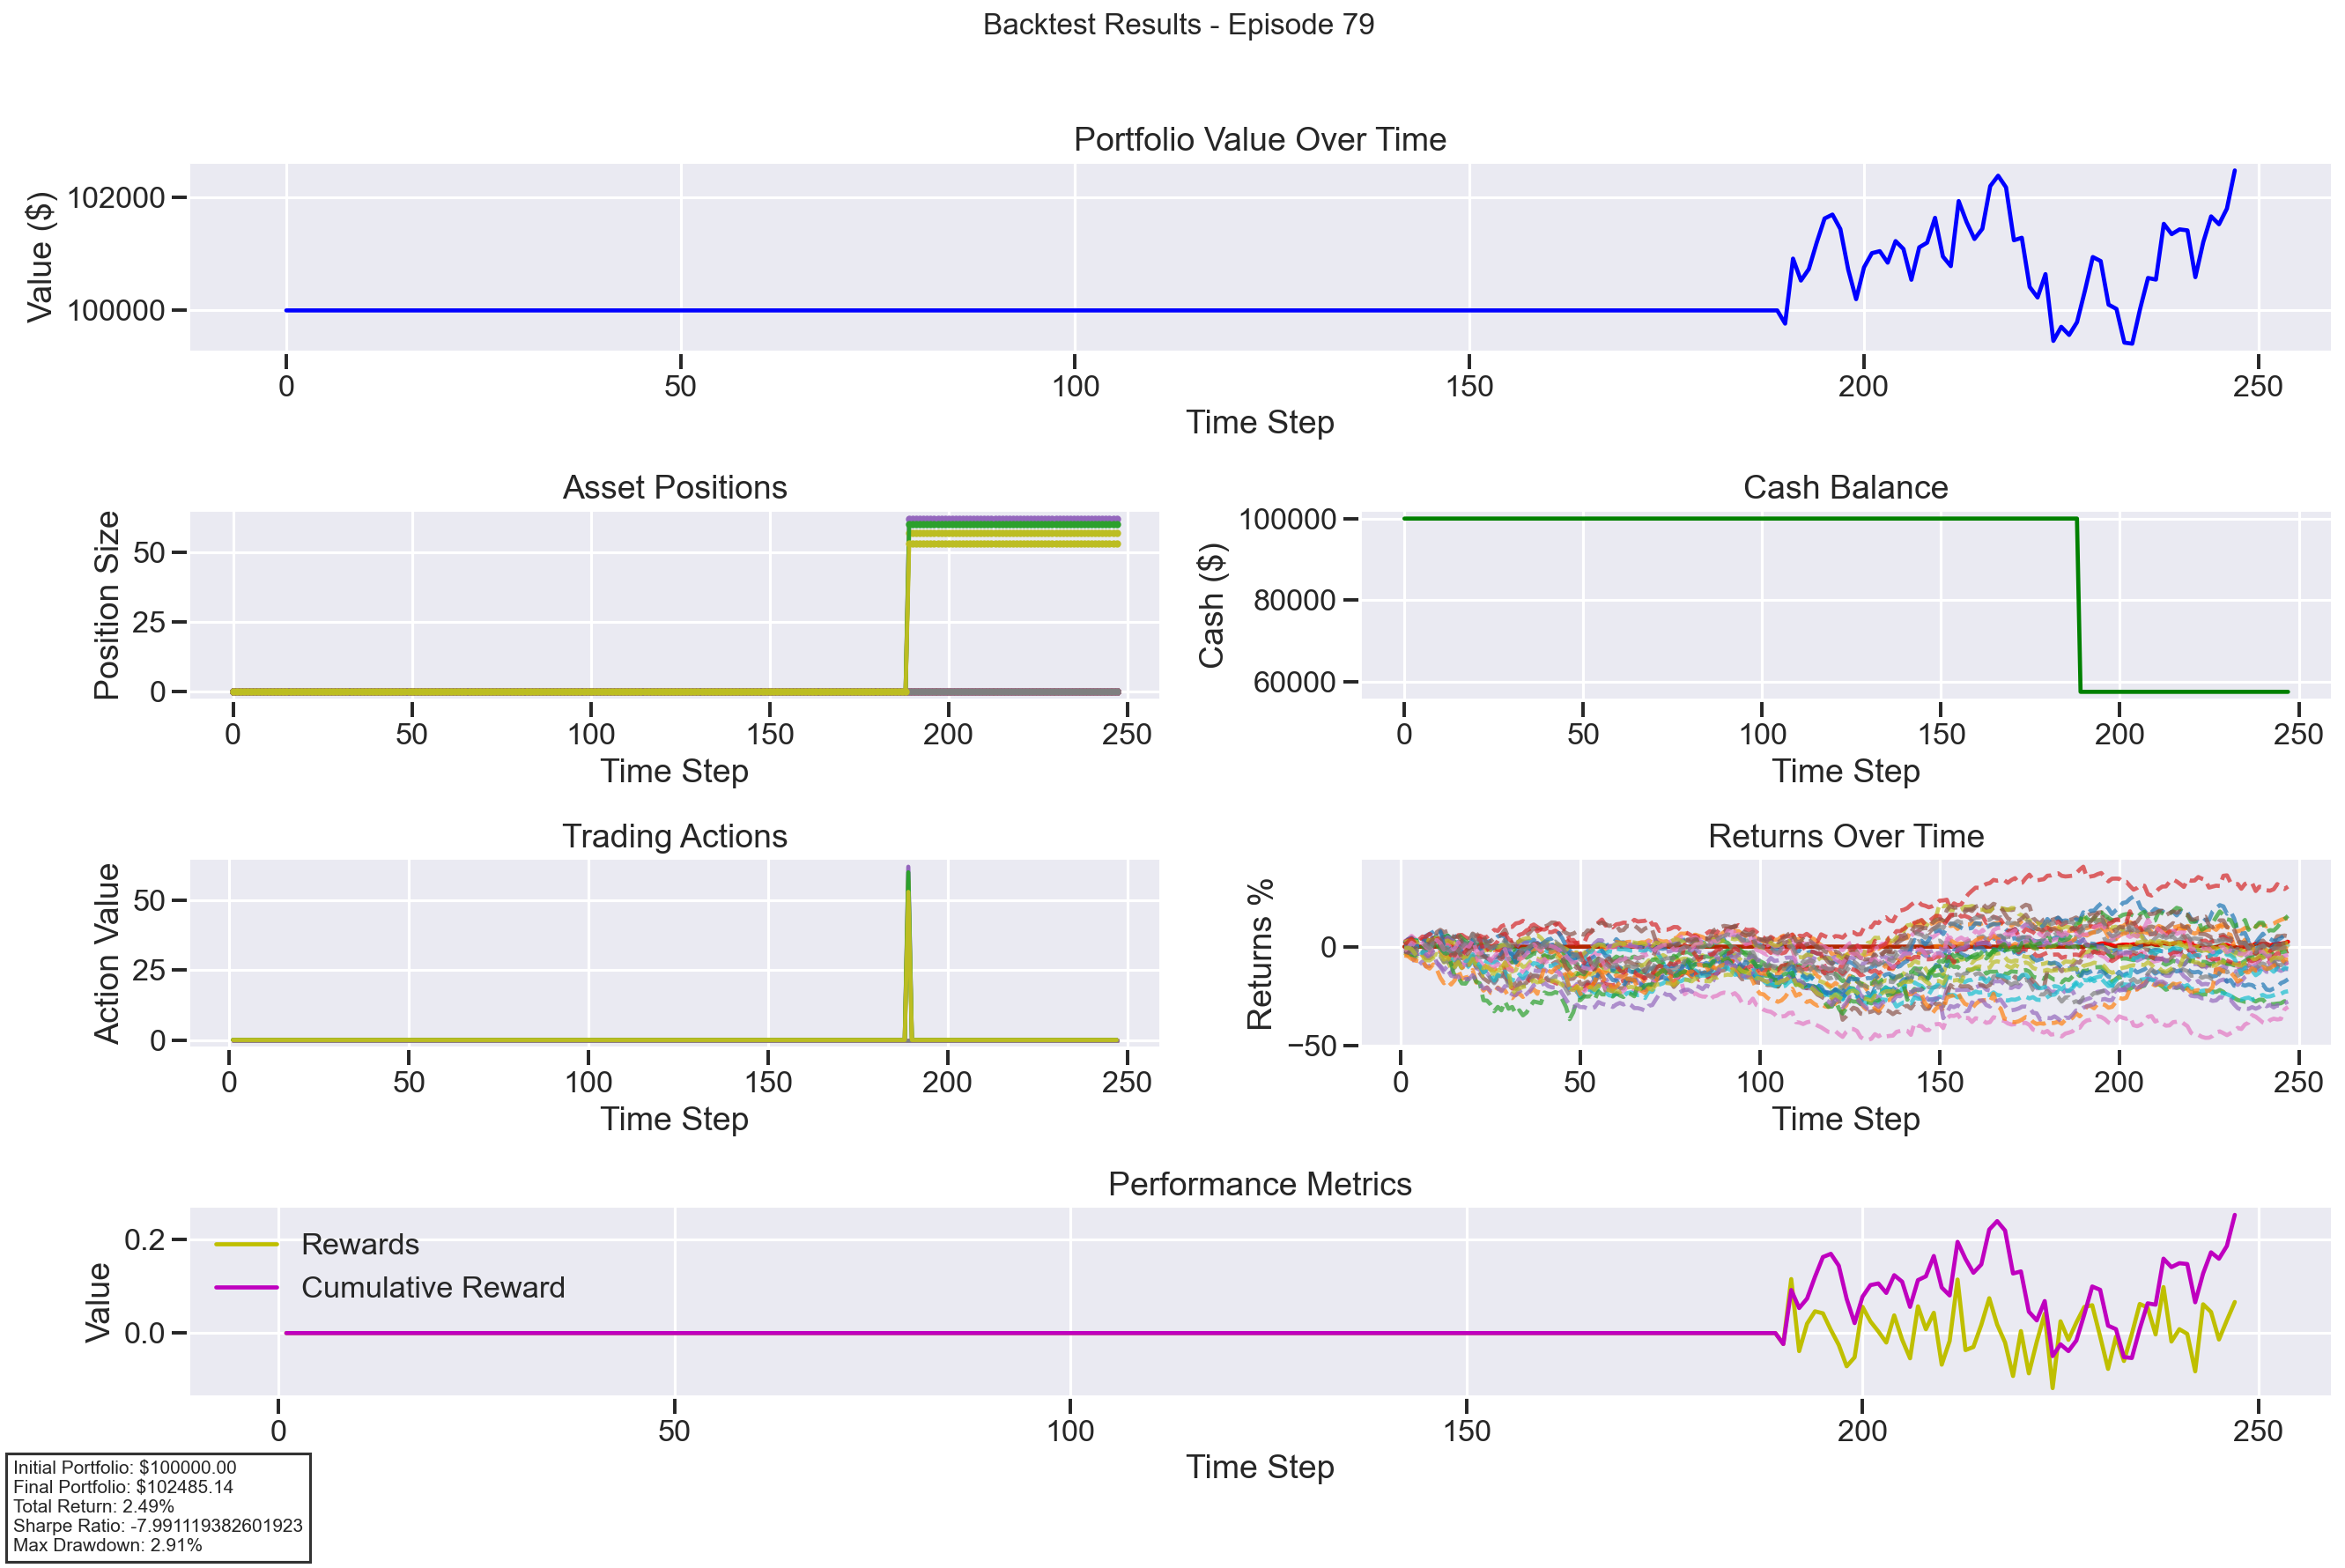 Backtest Results - Episode 79
Portfolio Value Over Time
Value ($)
102000
100000
0 50 100 150 200 250
Time Step
Asset Positions
Position Size
50
25
0
0 50 100 150 200 250
Time Step
Cash Balance
Cash ($)
100000
80000
60000
0 50 100 150 200 250
Time Step
Trading Actions
Action Value
50
25
0
0 50 100 150 200 250
Time Step
Returns Over Time
Returns %
0
−50
0 50 100 150 200 250
Time Step
Performance Metrics
Value
0.2
0.0
Rewards
Cumulative Reward
0 50 100 150 200 250
Time Step
Initial Portfolio: $100000.00
Final Portfolio: $102485.14
Total Return: 2.49%
Sharpe Ratio: -7.991119382601923
Max Drawdown: 2.91%